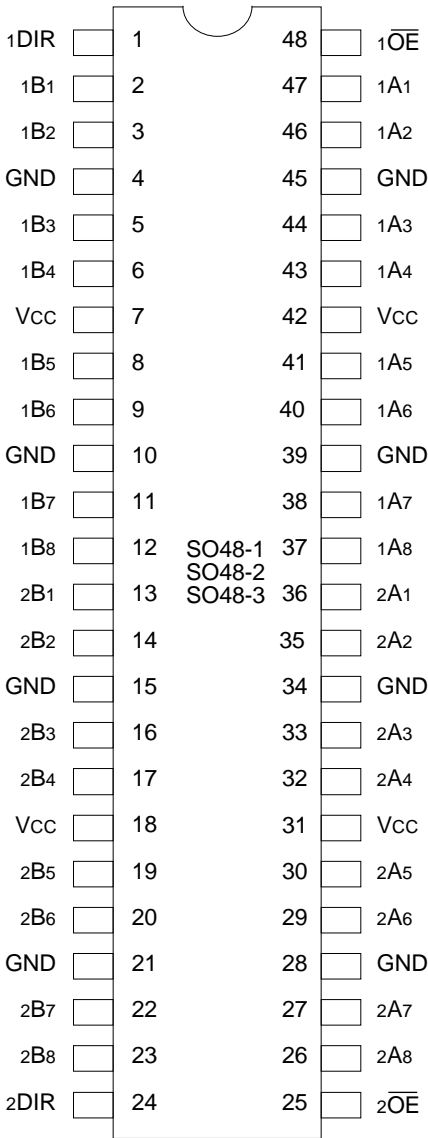 1DIR 1 48 1O̅E̅
1B1 2 47 1A1
1B2 3 46 1A2
GND 4 45 GND
1B3 5 44 1A3
1B4 6 43 1A4
VCC 7 42 VCC
1B5 8 41 1A5
1B6 9 40 1A6
GND 10 39 GND
1B7 11 38 1A7
1B8 12 SO48-1 37 1A8
SO48-2
2B1 13 SO48-3 36 2A1
2B2 14 35 2A2
GND 15 34 GND
2B3 16 33 2A3
2B4 17 32 2A4
VCC 18 31 VCC
2B5 19 30 2A5
2B6 20 29 2A6
GND 21 28 GND
2B7 22 27 2A7
2B8 23 26 2A8
2DIR 24 25 2O̅E̅